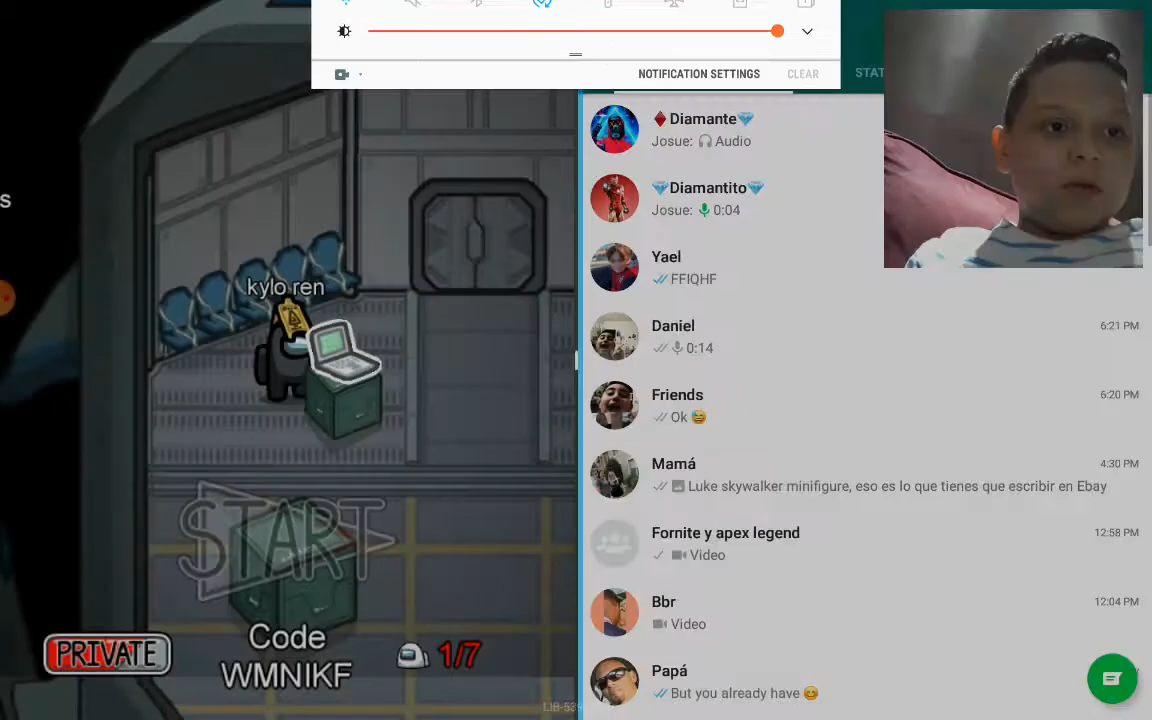 NOTIFICATION SETTINGS CLEAR
STAT
s
kylo ren
START
PRIVATE
Code
WMNIKF
1/7
♦️Diamante💎
Josue: 🎧 Audio
💎Diamantito💎
Josue: 0:04
Yael
FFIQHF
Daniel 6:21 PM
0:14
Friends 6:20 PM
Ok 😅
Mamá 4:30 PM
Luke skywalker minifigure, eso es lo que tienes que escribir en Ebay
Fornite y apex legend 12:58 PM
Video
Bbr 12:04 PM
Video
Papá
But you already have 😊